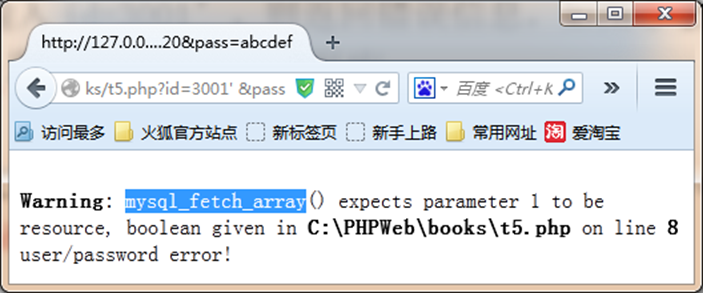 http://127.0.0....20&pass=abcdef
ks/t5.php?id=3001' &pass
百度 <Ctrl+K
访问最多 火狐官方站点 新标签页 新手上路 常用网址 淘 爱淘宝
Warning: mysql_fetch_array() expects parameter 1 to be
resource, boolean given in C:\PHPWeb\books\t5.php on line 8
user/password error!